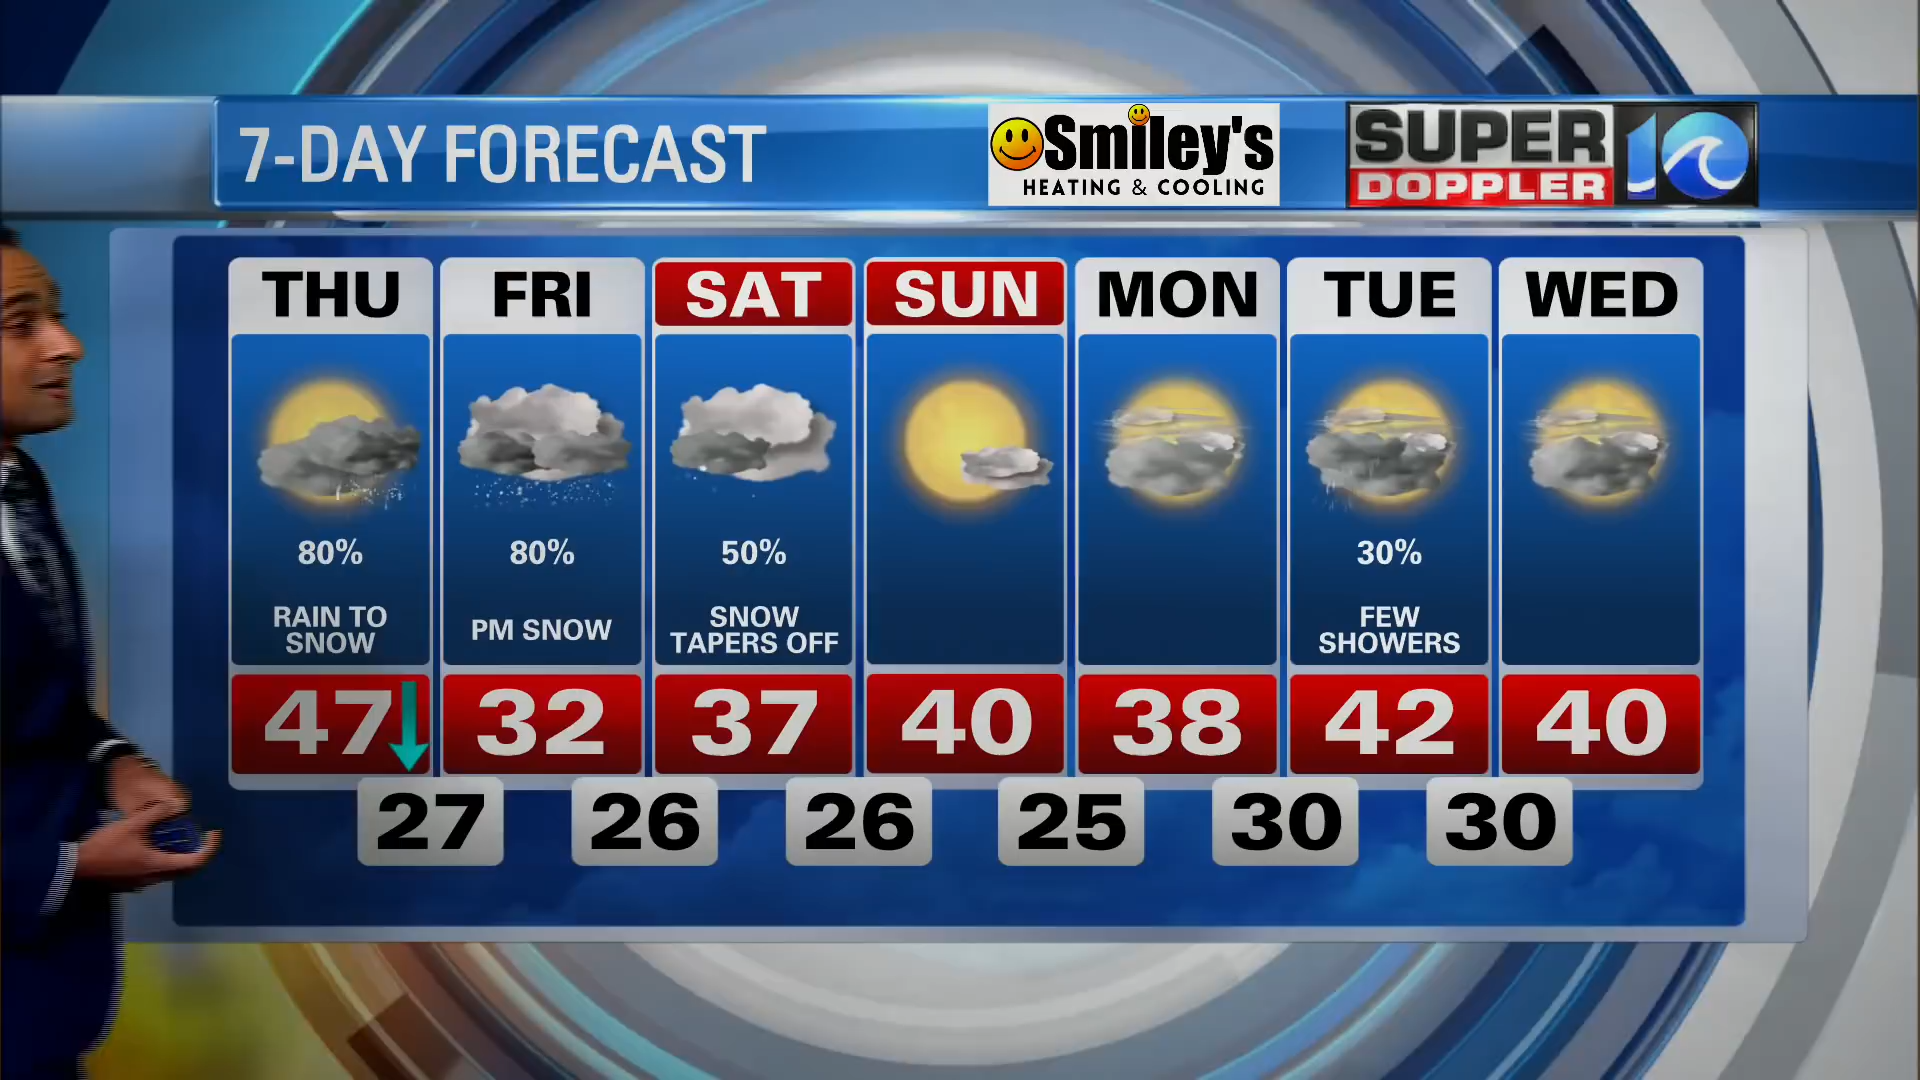 7-DAY FORECAST
Smiley's
HEATING & COOLING
SUPER
DOPPLER
10
THU FRI SAT SUN MON TUE WED
80% 80% 50% 30%
RAIN TO
SNOW
PM SNOW
SNOW
TAPERS OFF
FEW
SHOWERS
47 32 37 40 38 42 40
27 26 26 25 30 30